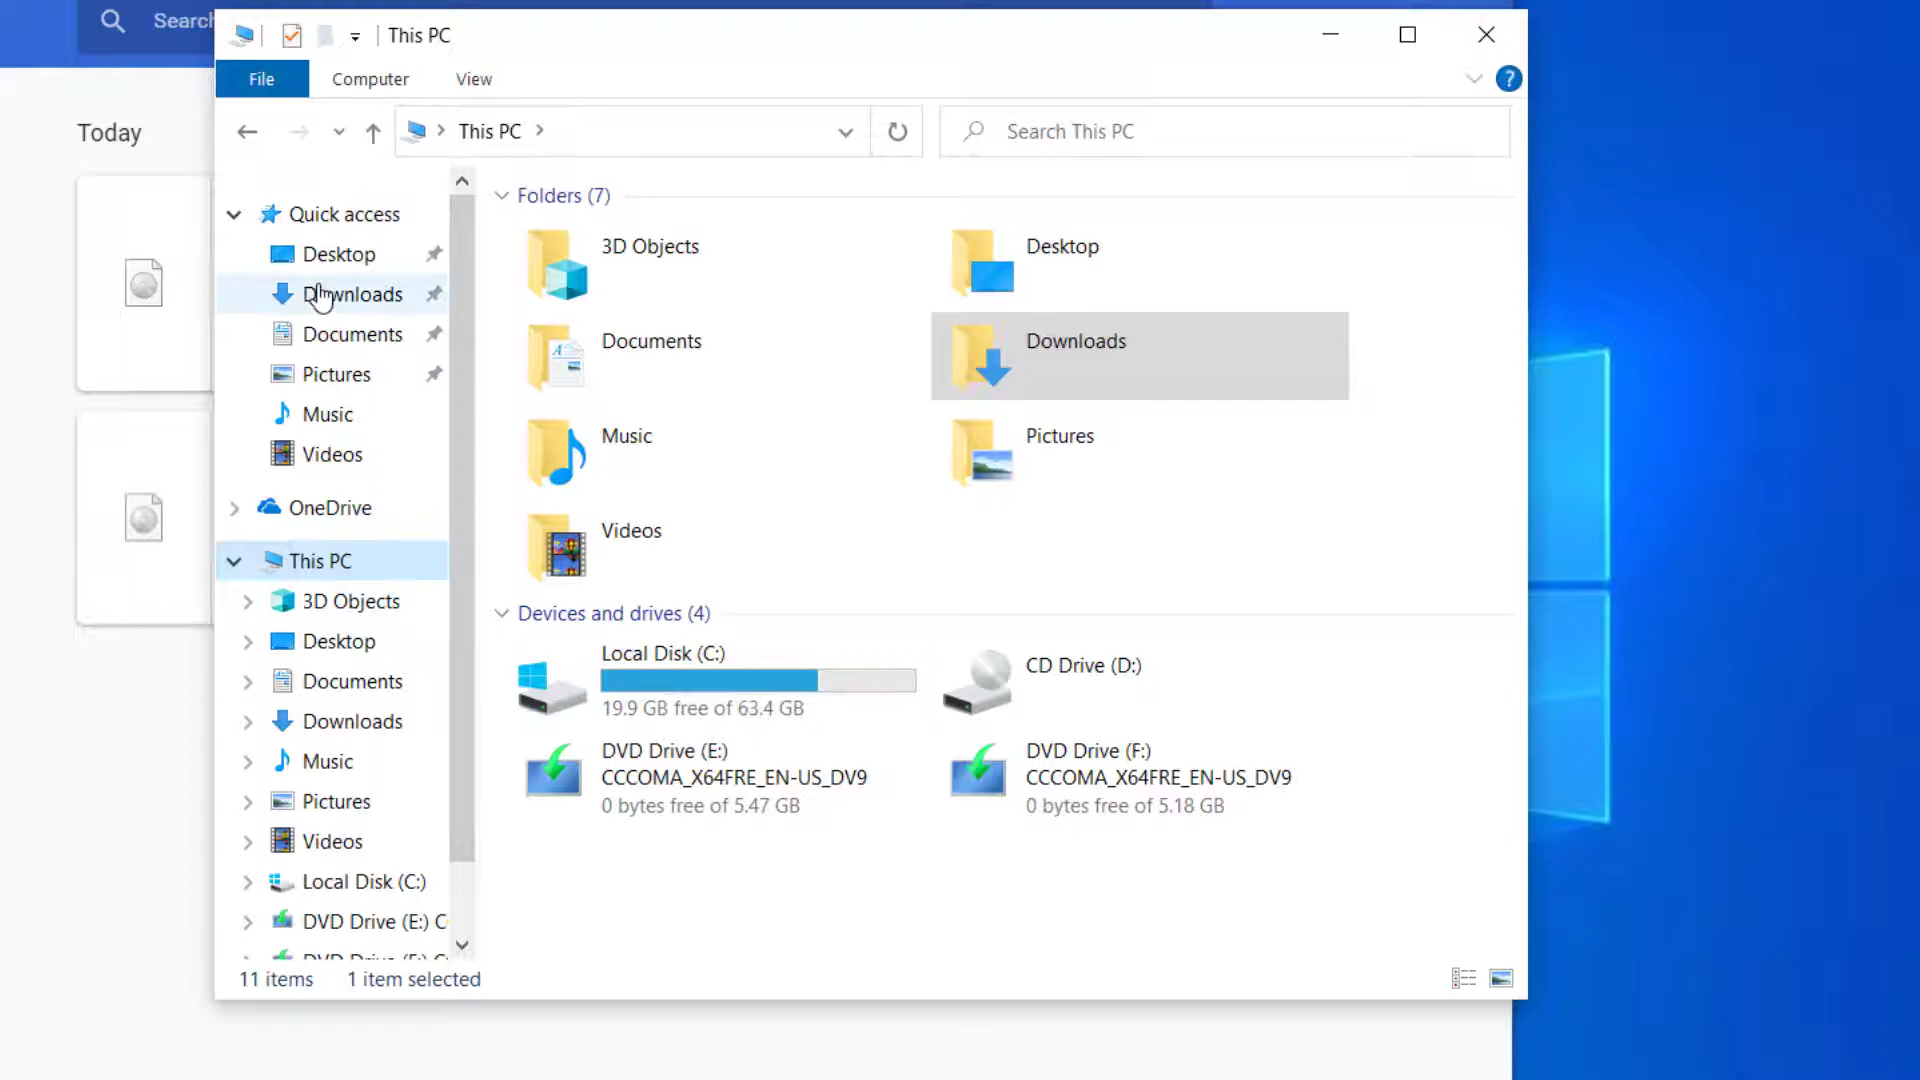 Search
This PC
File
Computer
View
?
This PC
Search This PC
Today
Quick access
Desktop
Downloads
Documents
Pictures
Music
Videos
OneDrive
This PC
3D Objects
Desktop
Documents
Downloads
Music
Pictures
Videos
Local Disk (C:)
DVD Drive (E:) C
Folders (7)
3D Objects
Desktop
Documents
Downloads
Music
Pictures
Videos
Devices and drives (4)
Local Disk (C:)
19.9 GB free of 63.4 GB
CD Drive (D:)
DVD Drive (E:)
CCCOMA_X64FRE_EN-US_DV9
0 bytes free of 5.47 GB
DVD Drive (F:)
CCCOMA_X64FRE_EN-US_DV9
0 bytes free of 5.18 GB
11 items
1 item selected